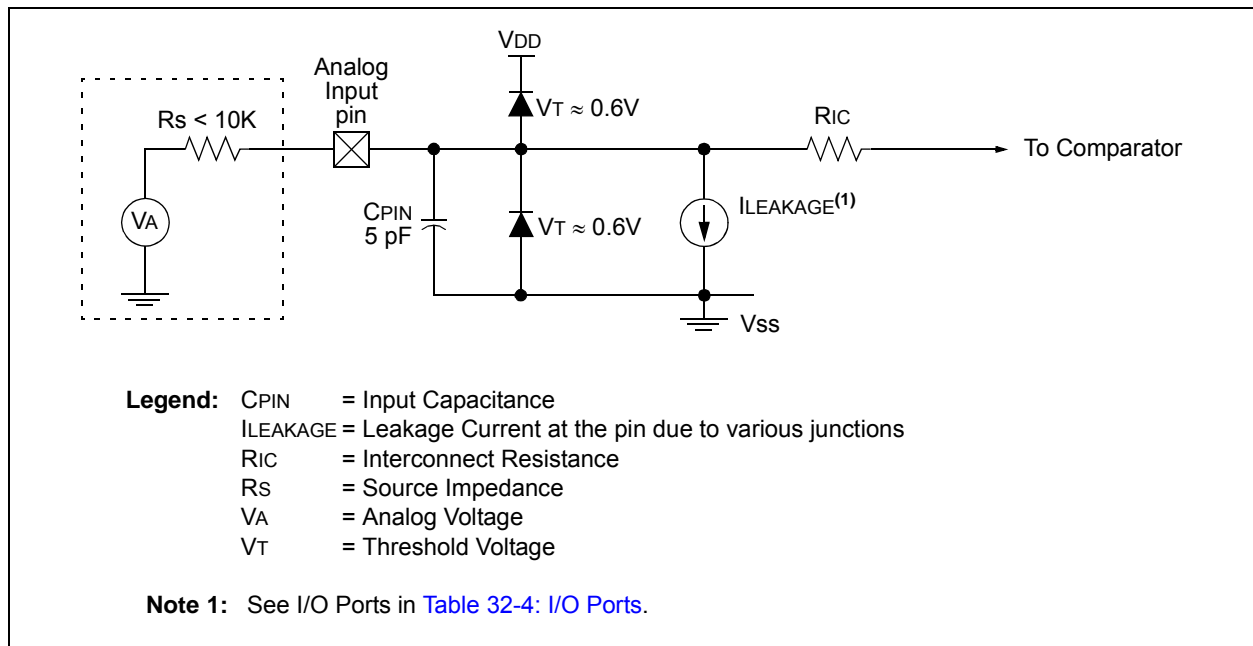 VDD
Analog
Input
pin
VT ≈ 0.6V
Rs < 10K
RIC
To Comparator
VA
CPIN
5 pF
VT ≈ 0.6V
ILEAKAGE(1)
Vss
Legend: CPIN = Input Capacitance
ILEAKAGE = Leakage Current at the pin due to various junctions
RIC = Interconnect Resistance
RS = Source Impedance
VA = Analog Voltage
VT = Threshold Voltage
Note 1: See I/O Ports in Table 32-4: I/O Ports.